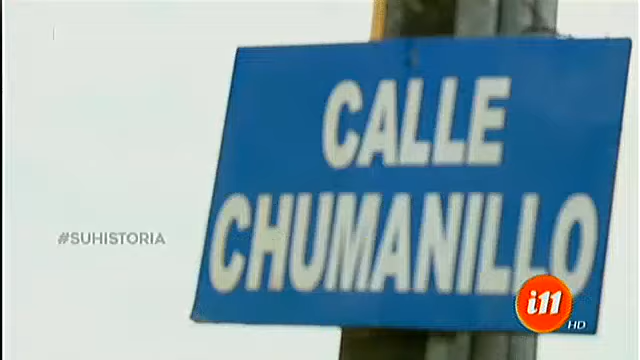 CALLE
CHUMANILLO
#SUHISTORIA
i11
HD